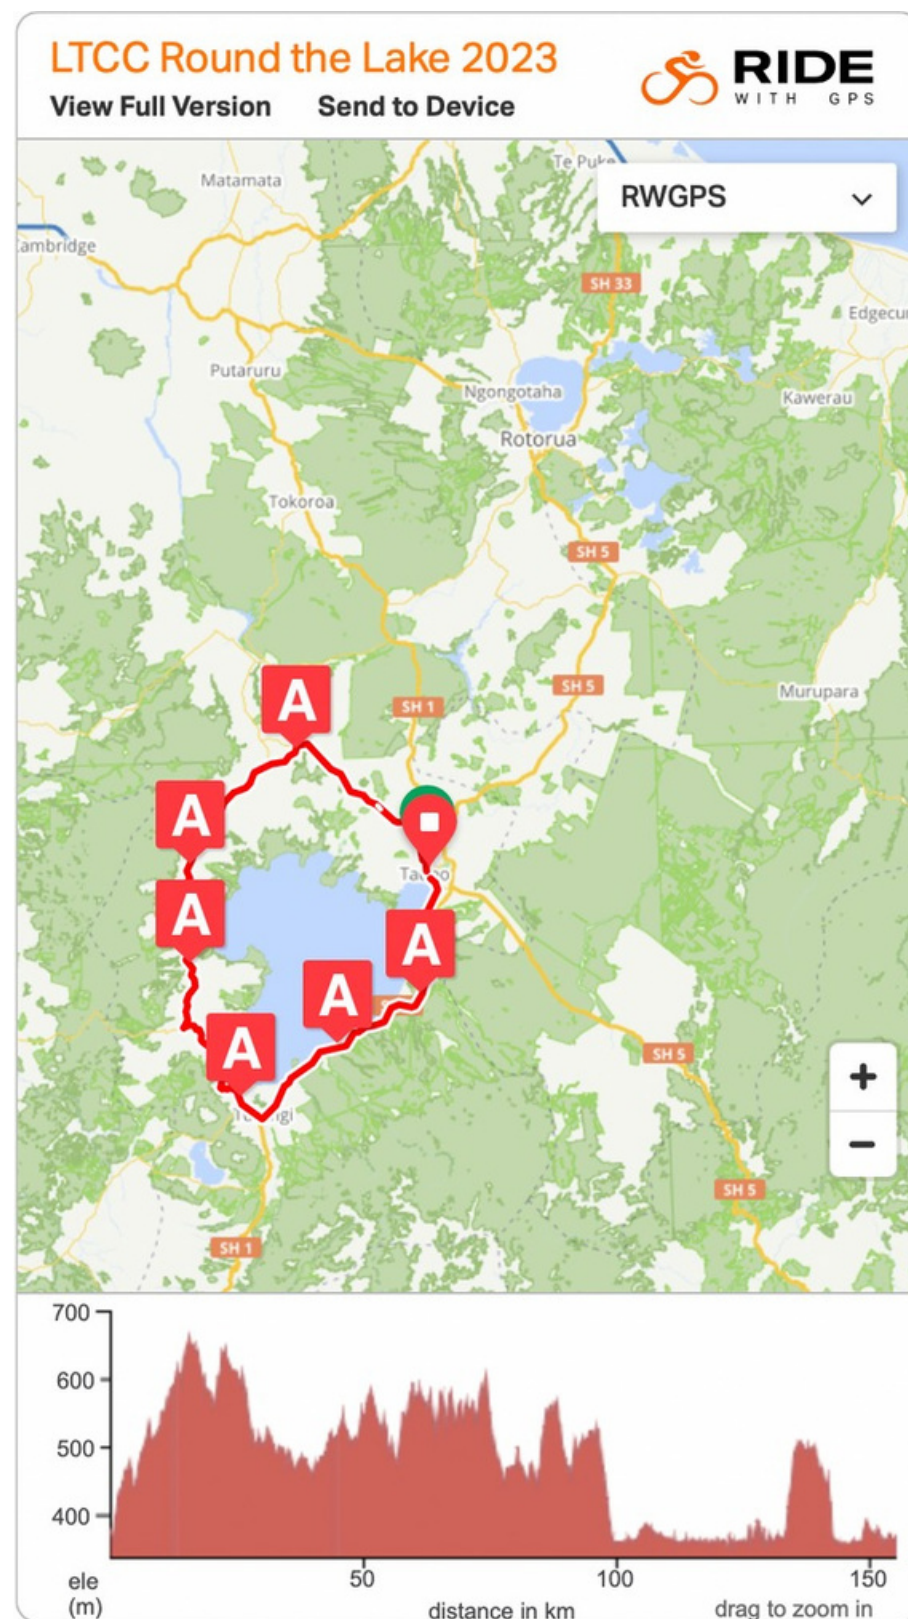 LTCC Round the Lake 2023
View Full Version Send to Device
RIDE
WITH GPS
Te Puke
RWGPS
Matamata
Cambridge
SH 33
Putaruru
Ngongotaha
Kawerau
Rotorua
Tokoroa
SH 5
SH 5
Murupara
SH 1
A
A
A
A
A
A
SH 5
+
−
SH 5
SH 1
700
600
500
400
50
100
150
ele
(m)
distance in km
drag to zoom in